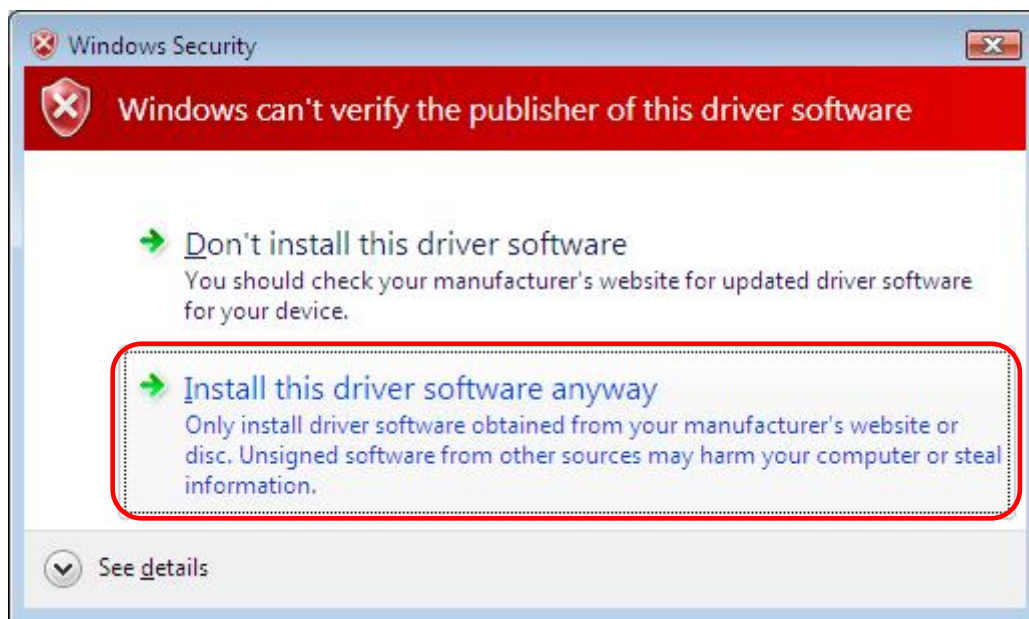 Windows Security
Windows can't verify the publisher of this driver software
Don't install this driver software
You should check your manufacturer's website for updated driver software
for your device.
Install this driver software anyway
Only install driver software obtained from your manufacturer's website or
disc. Unsigned software from other sources may harm your computer or steal
information.
See details